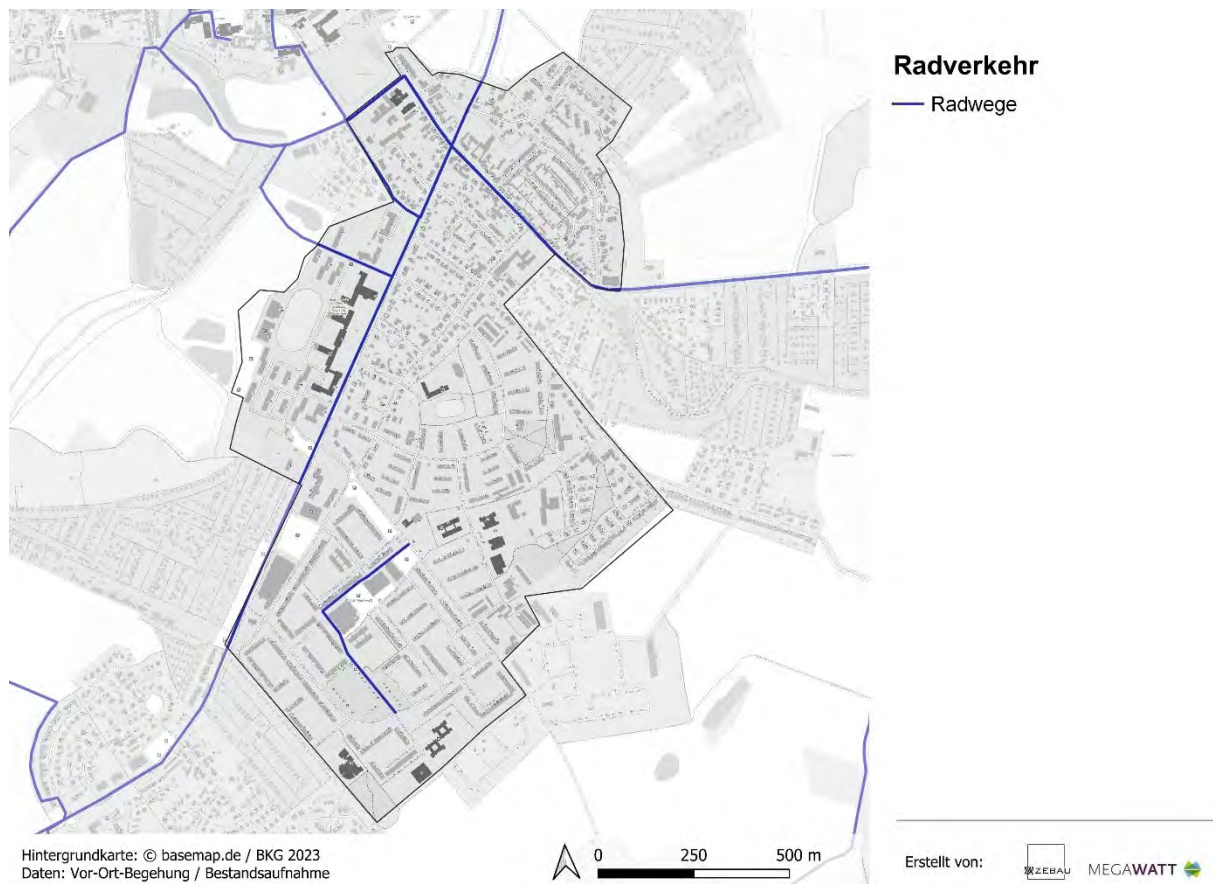 Radverkehr
Radwege
Hintergrundkarte: © basemap.de / BKG 2023
Daten: Vor-Ort-Begehung / Bestandsaufnahme
0 250 500 m
Erstellt von:
ZEBAU
MEGAWATT